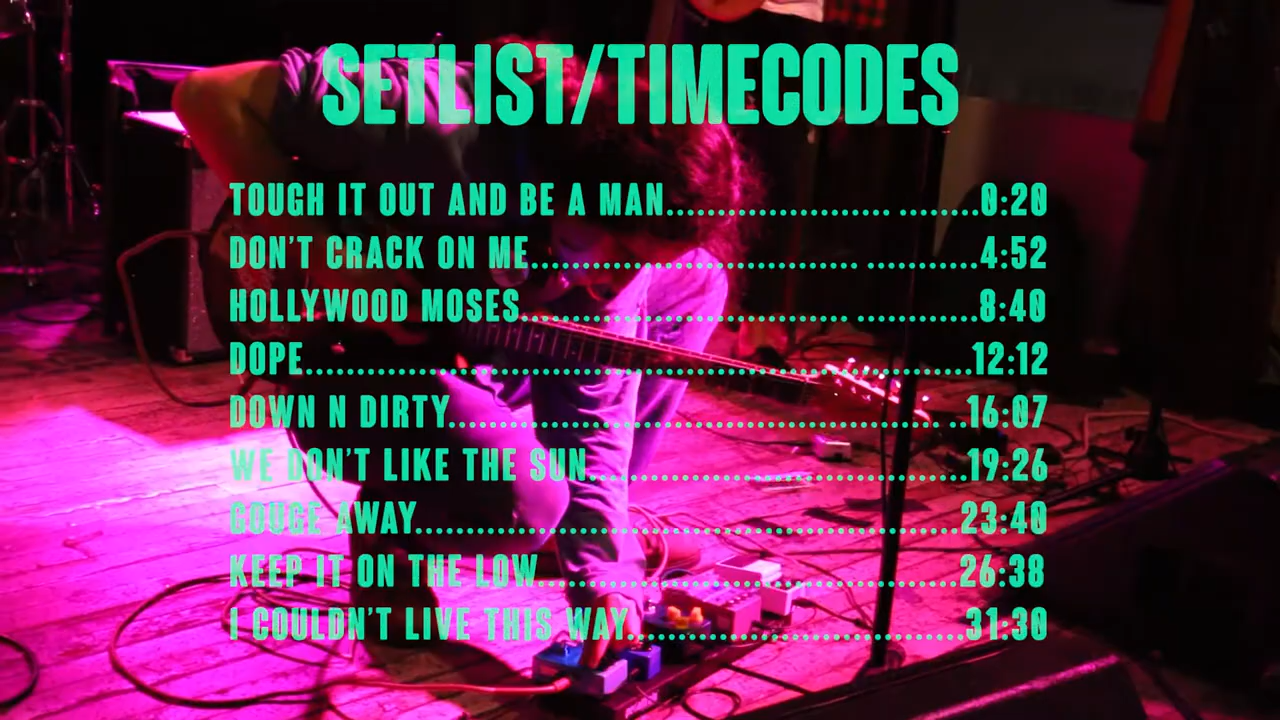 SETLIST/TIMECODES
TOUGH IT OUT AND BE A MAN.......................... ........0:20
DON'T CRACK ON ME...................................... .............4:52
HOLLYWOOD MOSES...................................... ..............8:40
DOPE..............................................................................12:12
DOWN N DIRTY......................................................... ..16:07
WE DON'T LIKE THE SUN.............................................19:26
GOUGE AWAY................................................................23:40
KEEP IT ON THE LOW.................................................26:38
I COULDN'T LIVE THIS WAY.......................................31:30